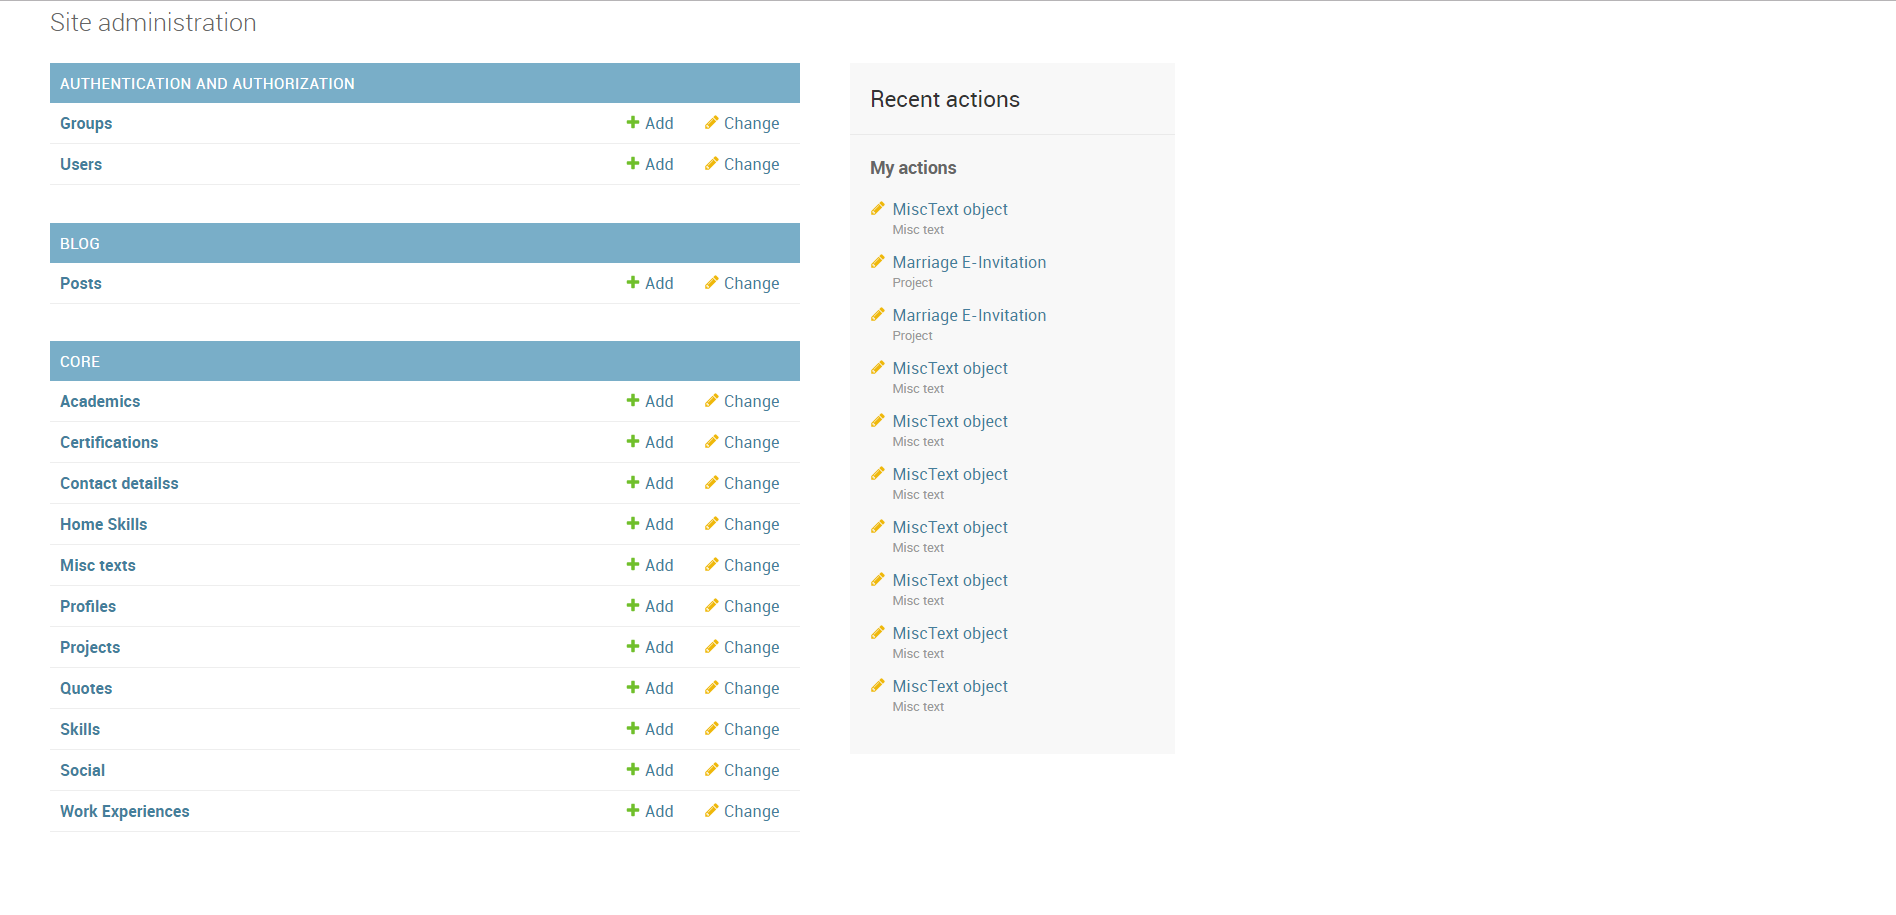 Site administration
AUTHENTICATION AND AUTHORIZATION
Groups Add Change
Users Add Change
BLOG
Posts Add Change
CORE
Academics Add Change
Certifications Add Change
Contact detailss Add Change
Home Skills Add Change
Misc texts Add Change
Profiles Add Change
Projects Add Change
Quotes Add Change
Skills Add Change
Social Add Change
Work Experiences Add Change
Recent actions
My actions
MiscText object
Misc text
Marriage E-Invitation
Project
Marriage E-Invitation
Project
MiscText object
Misc text
MiscText object
Misc text
MiscText object
Misc text
MiscText object
Misc text
MiscText object
Misc text
MiscText object
Misc text
MiscText object
Misc text